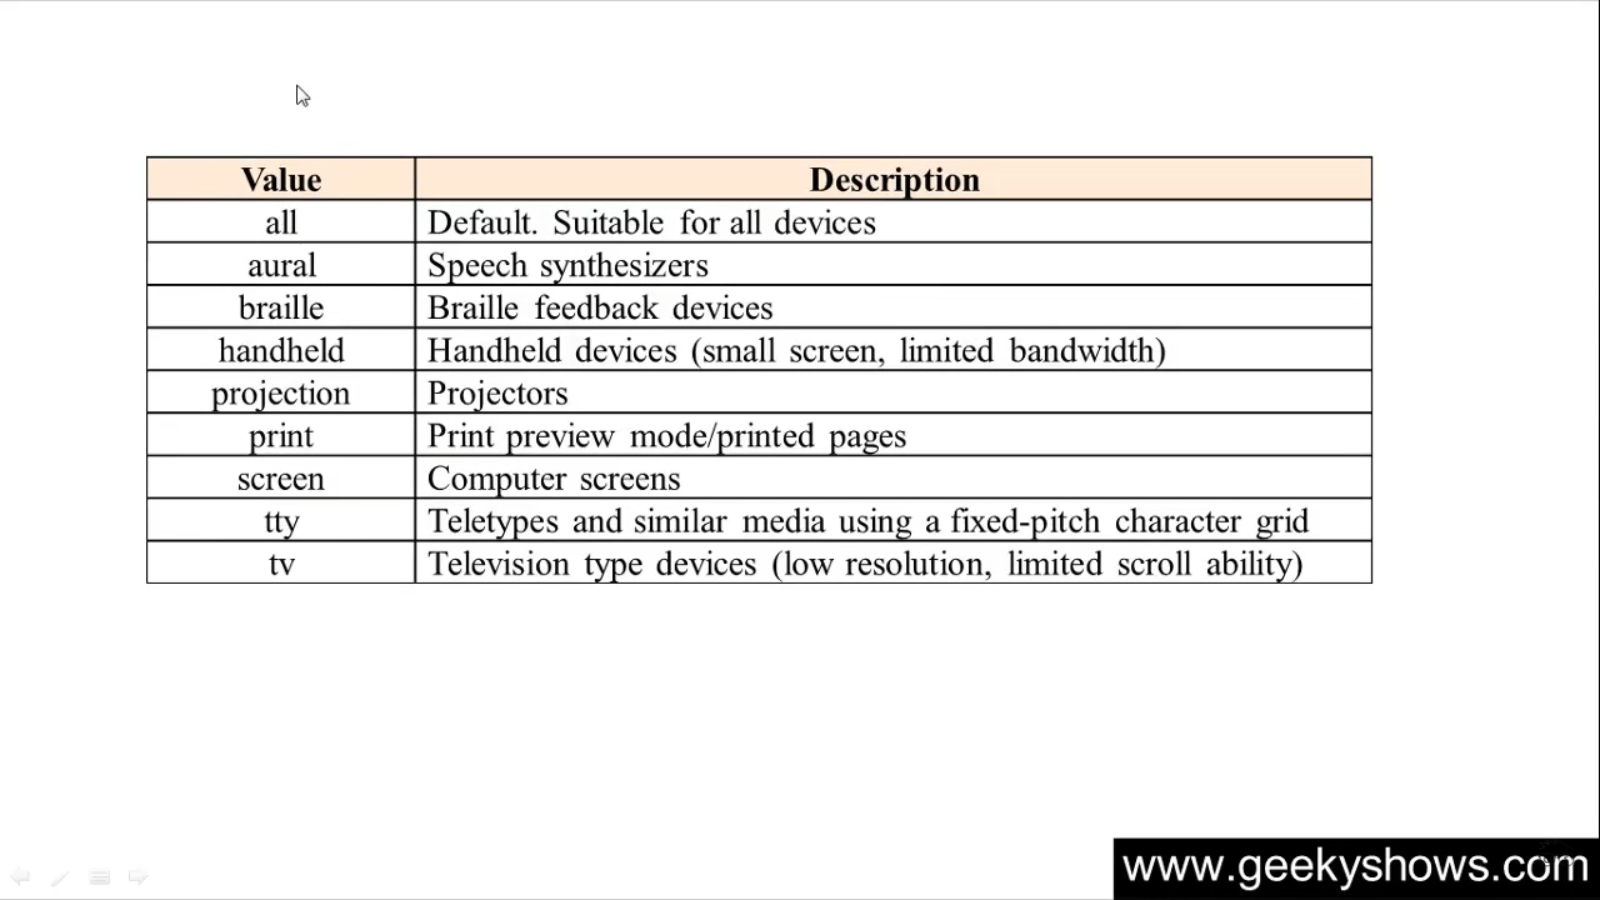 Value Description
all Default. Suitable for all devices
aural Speech synthesizers
braille Braille feedback devices
handheld Handheld devices (small screen, limited bandwidth)
projection Projectors
print Print preview mode/printed pages
screen Computer screens
tty Teletypes and similar media using a fixed-pitch character grid
tv Television type devices (low resolution, limited scroll ability)
www.geekyshows.com